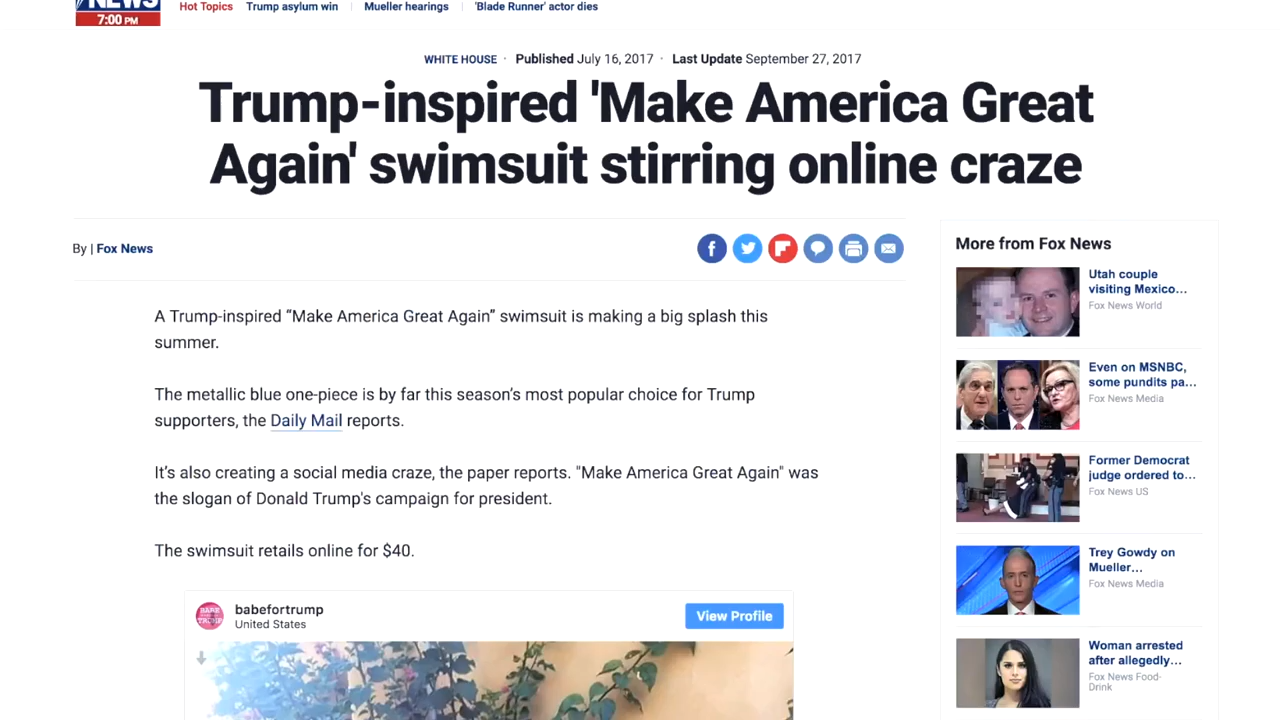 NEWS
7:00 PM
Hot Topics Trump asylum win Mueller hearings 'Blade Runner' actor dies
WHITE HOUSE · Published July 16, 2017 · Last Update September 27, 2017
Trump-inspired 'Make America Great
Again' swimsuit stirring online craze
By | Fox News
A Trump-inspired “Make America Great Again” swimsuit is making a big splash this
summer.
The metallic blue one-piece is by far this season’s most popular choice for Trump
supporters, the Daily Mail reports.
It’s also creating a social media craze, the paper reports. "Make America Great Again" was
the slogan of Donald Trump's campaign for president.
The swimsuit retails online for $40.
BABE
TRUMP
babefortrump
United States
View Profile
More from Fox News
Utah couple
visiting Mexico...
Fox News World
Even on MSNBC,
some pundits pa...
Fox News Media
Former Democrat
judge ordered to...
Fox News US
Trey Gowdy on
Mueller...
Fox News Media
Woman arrested
after allegedly...
Fox News Food-
Drink